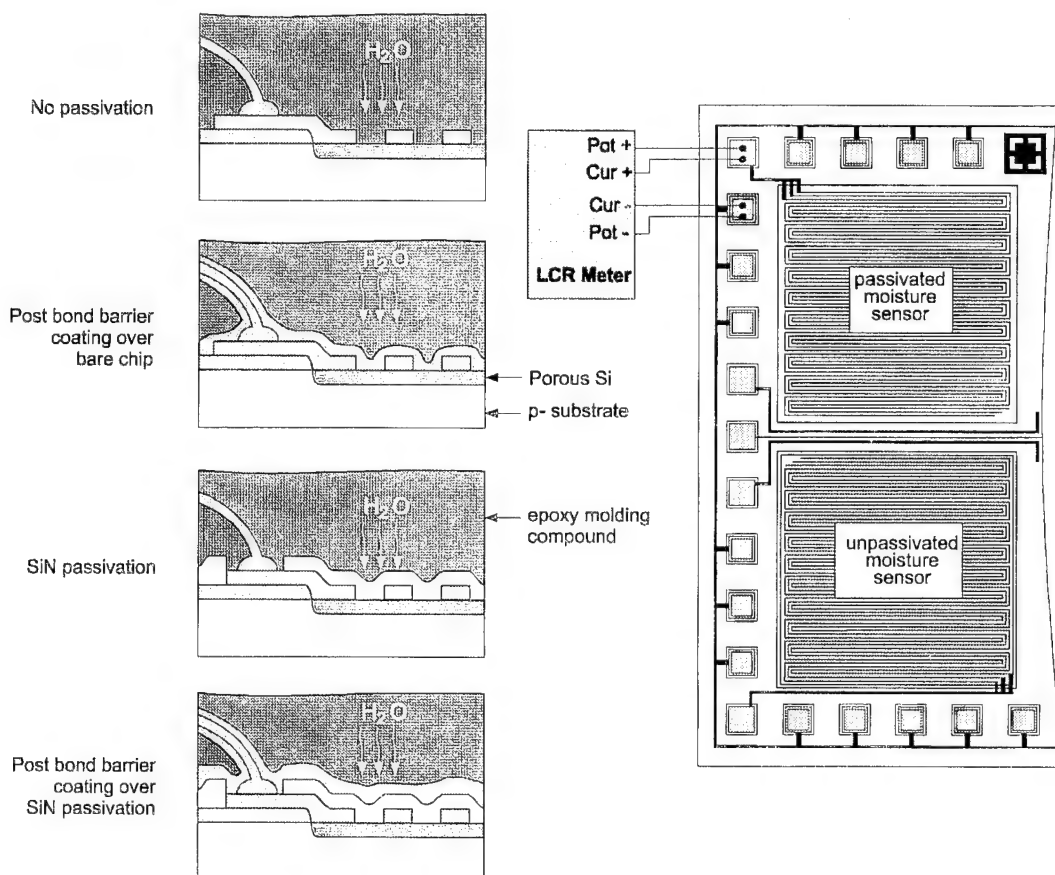 No passivation
H2O
Post bond barrier
coating over
bare chip
H2O
Porous Si
p- substrate
SiN passivation
H2O
epoxy molding
compound
Post bond barrier
coating over
SiN passivation
H2O
Pot +
Cur +
Cur -
Pot -
LCR Meter
passivated
moisture
sensor
unpassivated
moisture
sensor